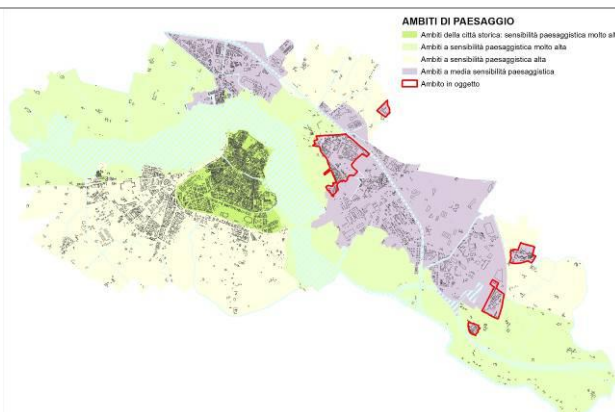 AMBITI DI PAESAGGIO
Ambiti della città storica: sensibilità paesaggistica molto al
Ambiti a sensibilità paesaggistica molto alta
Ambiti a sensibilità paesaggistica alta
Ambiti a media sensibilità paesaggistica
Ambito in oggetto